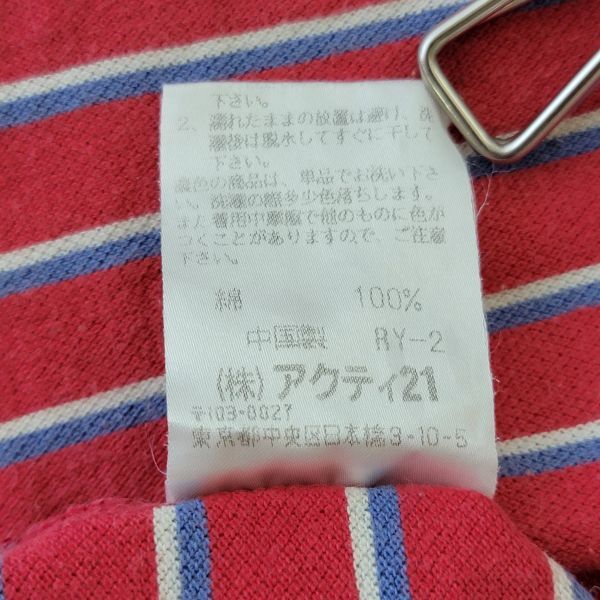 下さい。
2、濡れたままの放置は避け、洗
濯後は脱水してすぐに干して
下さい。
濃色の商品は、単品でお洗い下さ
い。洗濯の際多少色落ちします。
また着用中摩擦で他のものに色が
つくことがありますので、ご注意
下さい。
綿 100%
中国製 RY-2
(株)アクティ21
〒103-0027
東京都中央区日本橋3-10-5